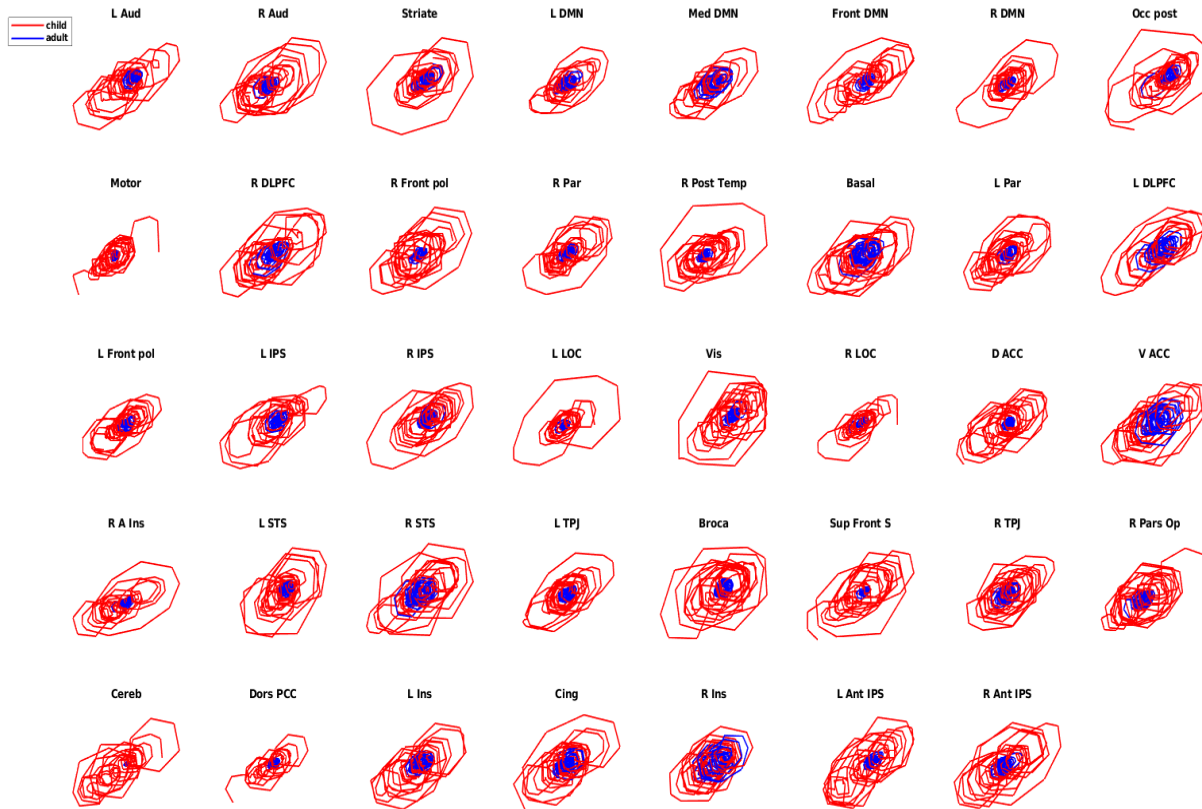 child
adult
L Aud
R Aud
Striate
L DMN
Med DMN
Front DMN
R DMN
Occ post
Motor
R DLPFC
R Front pol
R Par
R Post Temp
Basal
L Par
L DLPFC
L Front pol
L IPS
R IPS
L LOC
Vis
R LOC
D ACC
V ACC
R A Ins
L STS
R STS
L TPJ
Broca
Sup Front S
R TPJ
R Pars Op
Cereb
Dors PCC
L Ins
Cing
R Ins
L Ant IPS
R Ant IPS